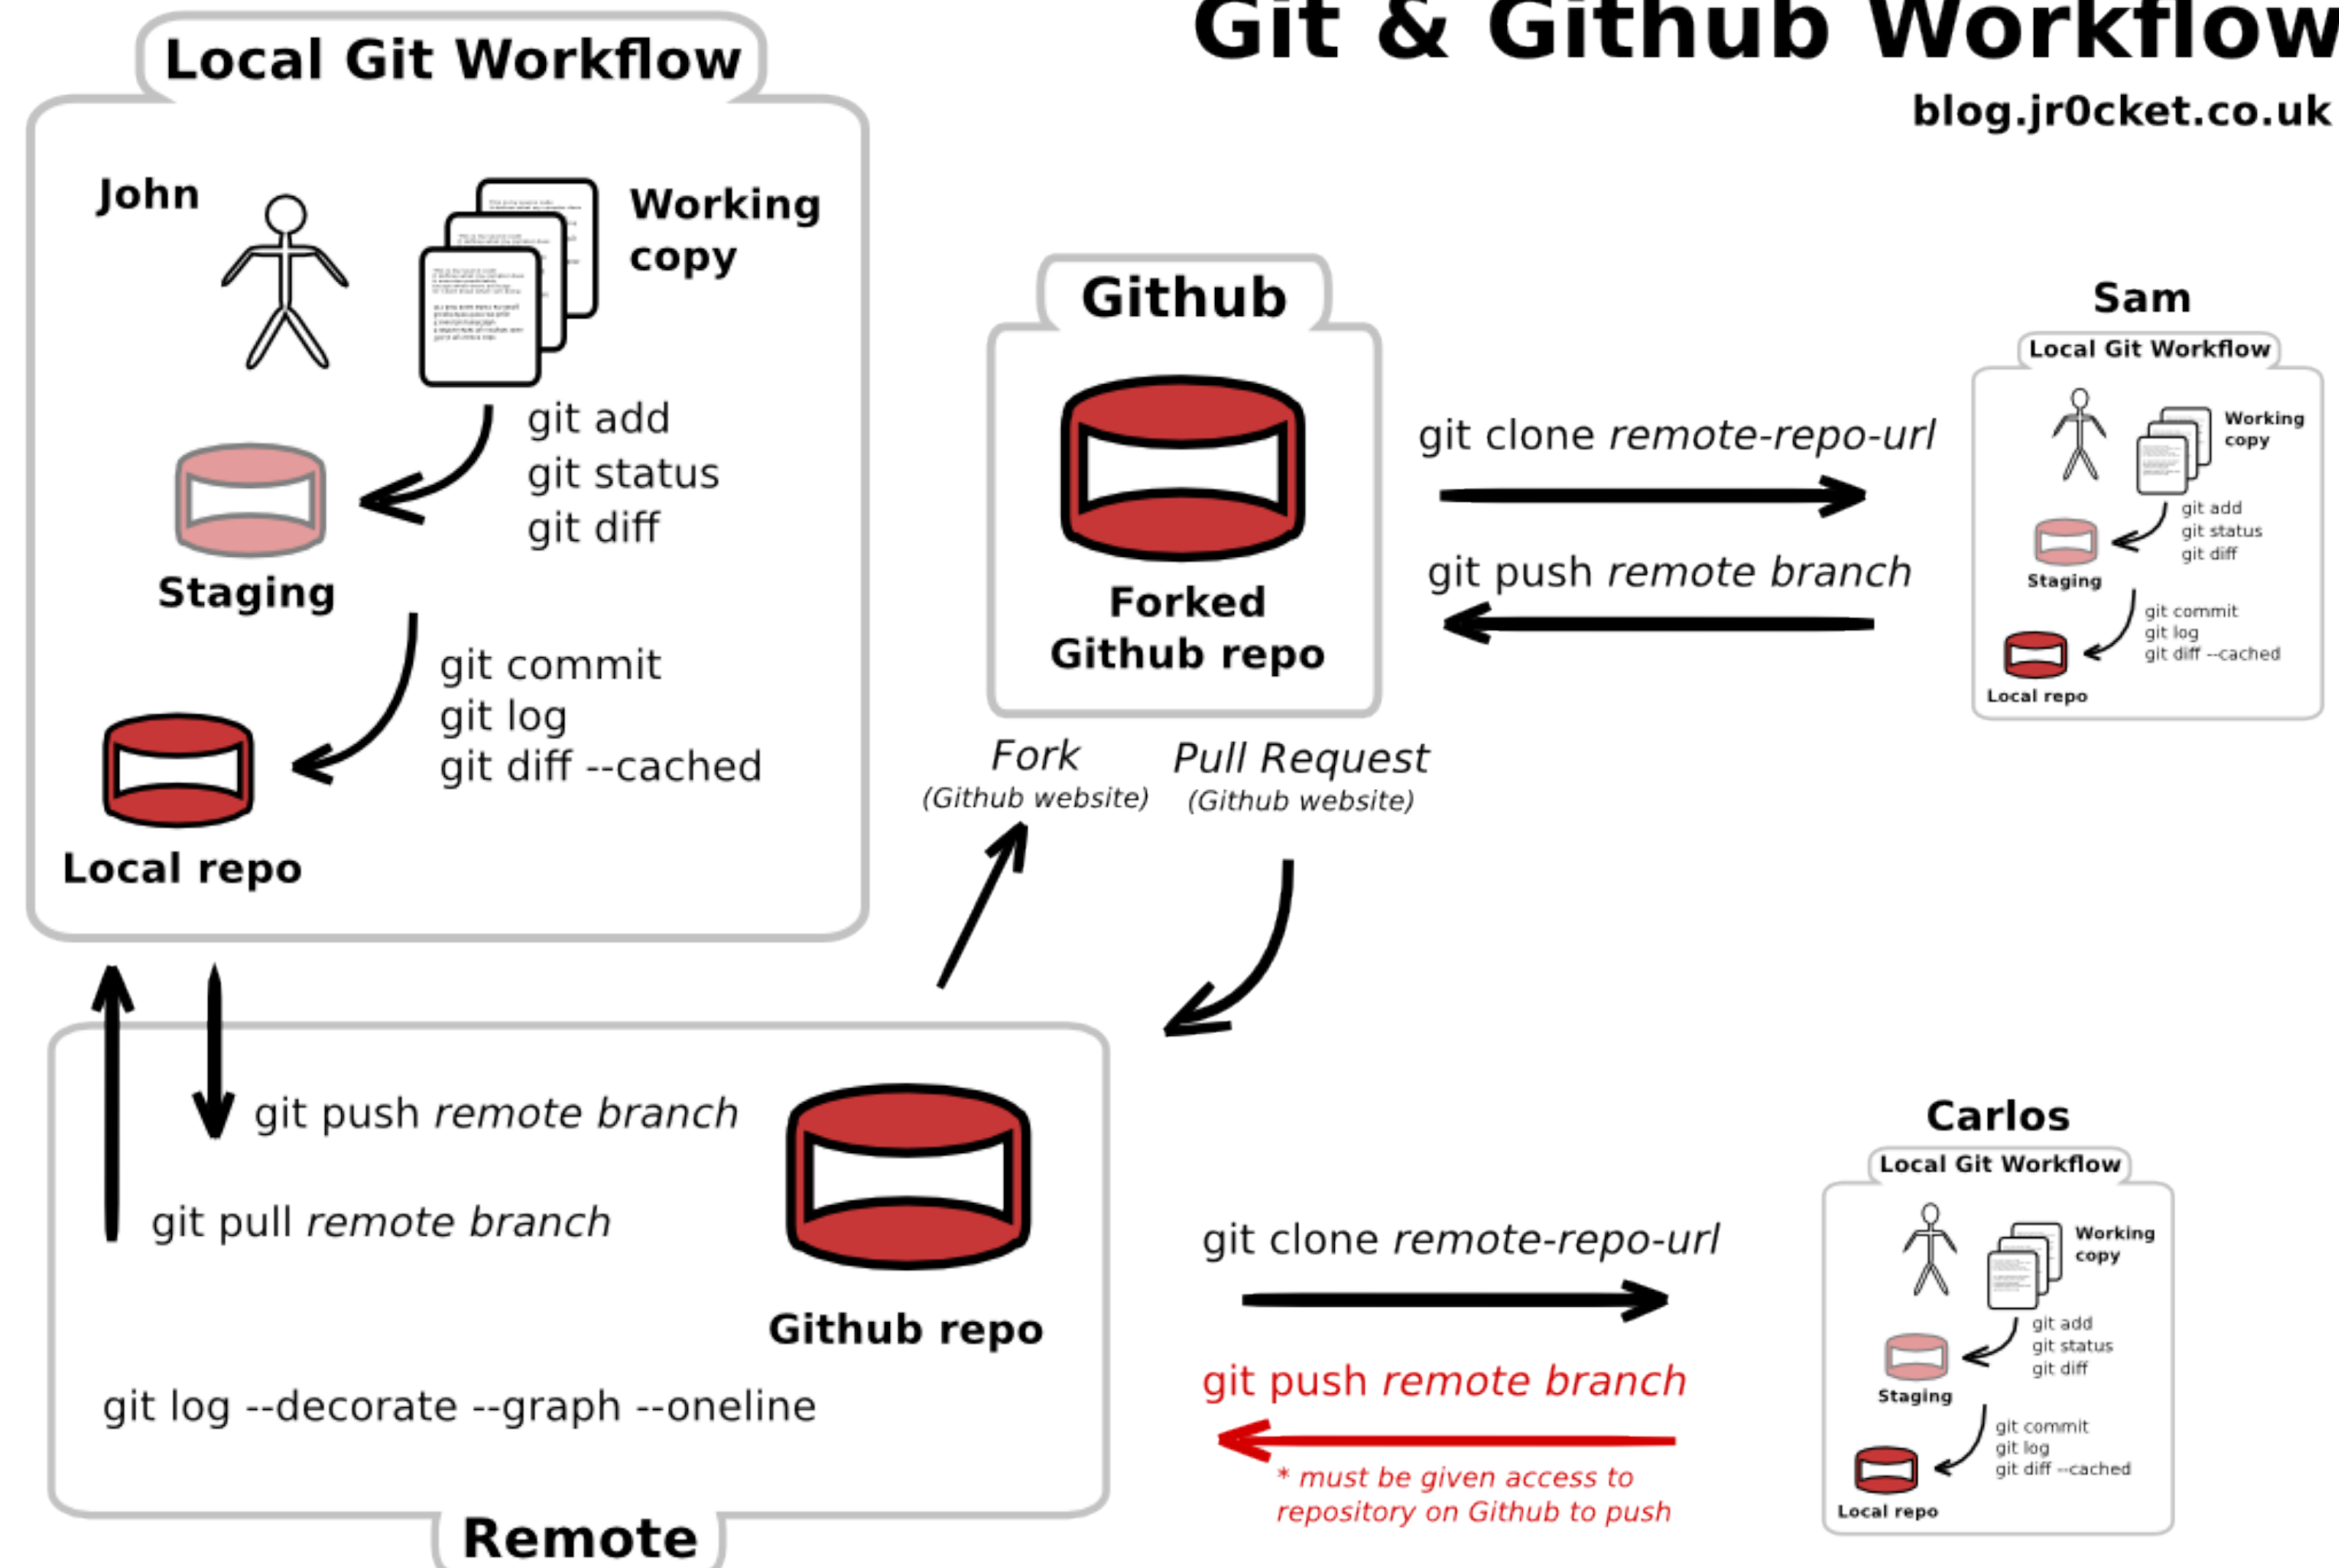 Git & Github Workflow
blog.jr0cket.co.uk
Local Git Workflow
John
Working
copy
git add
git status
git diff
Staging
git commit
git log
git diff --cached
Local repo
Github
Forked
Github repo
git clone remote-repo-url
git push remote branch
Sam
Local Git Workflow
Working
copy
git add
git status
git diff
Staging
git commit
git log
git diff --cached
Local repo
Fork
(Github website)
Pull Request
(Github website)
git push remote branch
git pull remote branch
Github repo
git log --decorate --graph --oneline
Remote
git clone remote-repo-url
git push remote branch
* must be given access to
repository on Github to push
Carlos
Local Git Workflow
Working
copy
git add
git status
git diff
Staging
git commit
git log
git diff --cached
Local repo